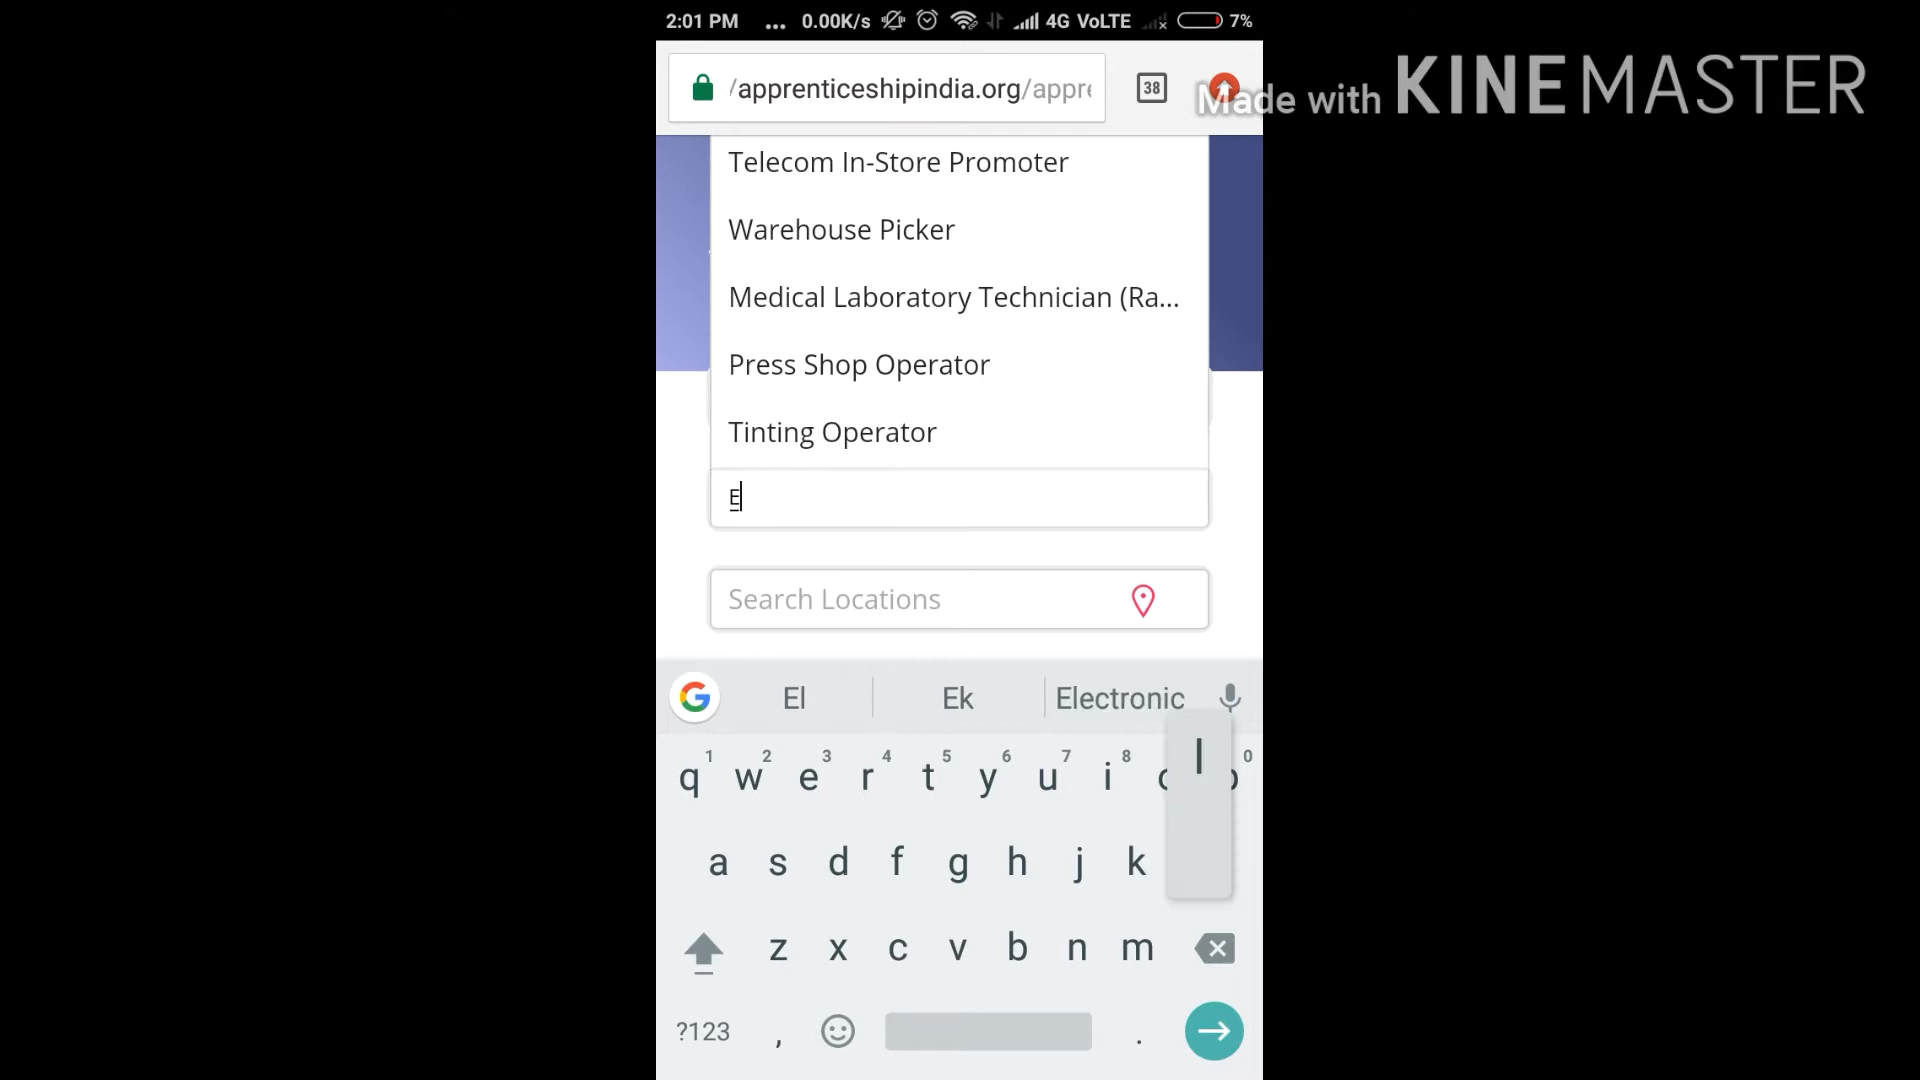 2:01 PM ... 0.00K/s 4G VoLTE 7%
/apprenticeshipindia.org/appre
38
Made with KINEMASTER
Telecom In-Store Promoter
Warehouse Picker
Medical Laboratory Technician (Ra...
Press Shop Operator
Tinting Operator
E
Search Locations
G El Ek Electronic
1 2 3 4 5 6 7 8 0
q w e r t y u i
l
a s d f g h j k
z x c v b n m
?123 , .